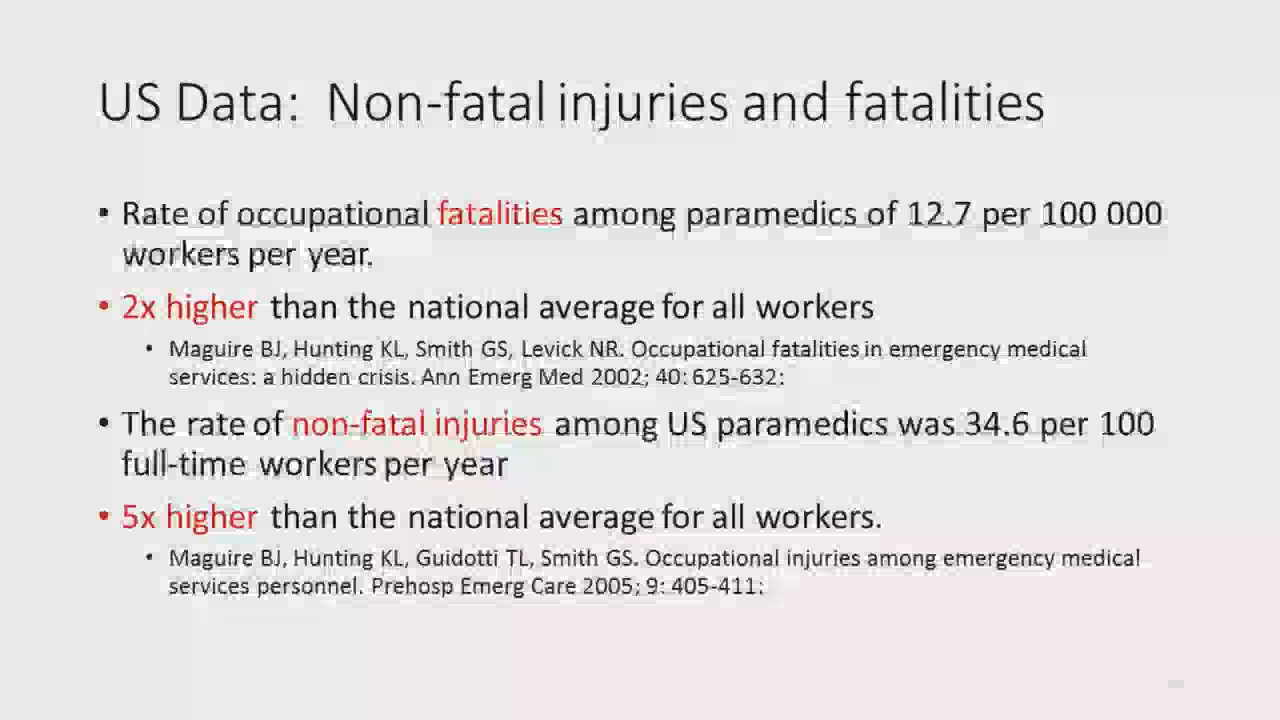 US Data: Non-fatal injuries and fatalities
• Rate of occupational fatalities among paramedics of 12.7 per 100 000
workers per year.
• 2x higher than the national average for all workers
• Maguire BJ, Hunting KL, Smith GS, Levick NR. Occupational fatalities in emergency medical
services: a hidden crisis. Ann Emerg Med 2002; 40: 625-632:
• The rate of non-fatal injuries among US paramedics was 34.6 per 100
full-time workers per year
• 5x higher than the national average for all workers.
• Maguire BJ, Hunting KL, Guidotti TL, Smith GS. Occupational injuries among emergency medical
services personnel. Prehosp Emerg Care 2005; 9: 405-411: